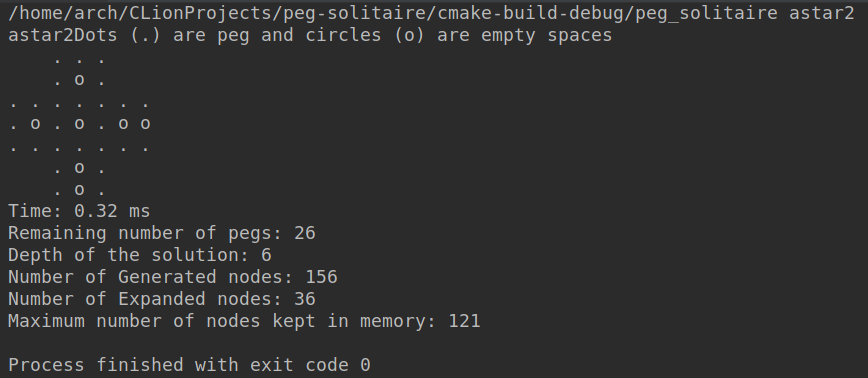 /home/arch/CLionProjects/peg-solitaire/cmake-build-debug/peg_solitaire astar2
astar2Dots (.) are peg and circles (o) are empty spaces
    . . .
    . o .
. . . . . . .
. o . o . o o
. . . . . . .
    . o .
    . o .
Time: 0.32 ms
Remaining number of pegs: 26
Depth of the solution: 6
Number of Generated nodes: 156
Number of Expanded nodes: 36
Maximum number of nodes kept in memory: 121

Process finished with exit code 0